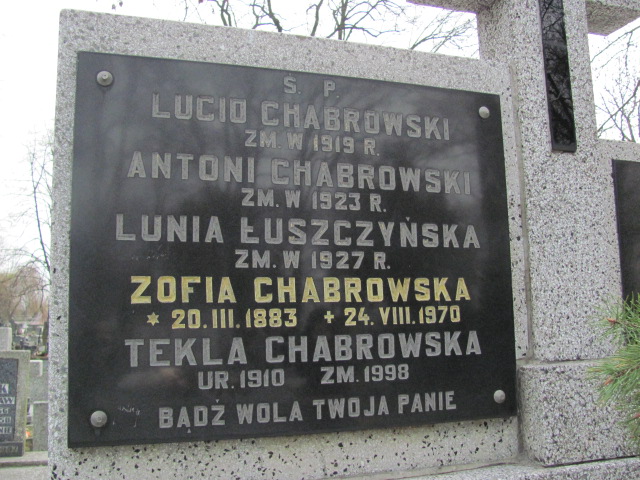 Ś. P.
LUCIO CHABROWSKI
ZM. W 1919 R.
ANTONI CHABROWSKI
ZM. W 1923 R.
LUNIA ŁUSZCZYŃSKA
ZM. W 1927 R.
ZOFIA CHABROWSKA
* 20.III.1883 + 24.VIII.1970
TEKLA CHABROWSKA
UR. 1910 ZM. 1998
BĄDŹ WOLA TWOJA PANIE